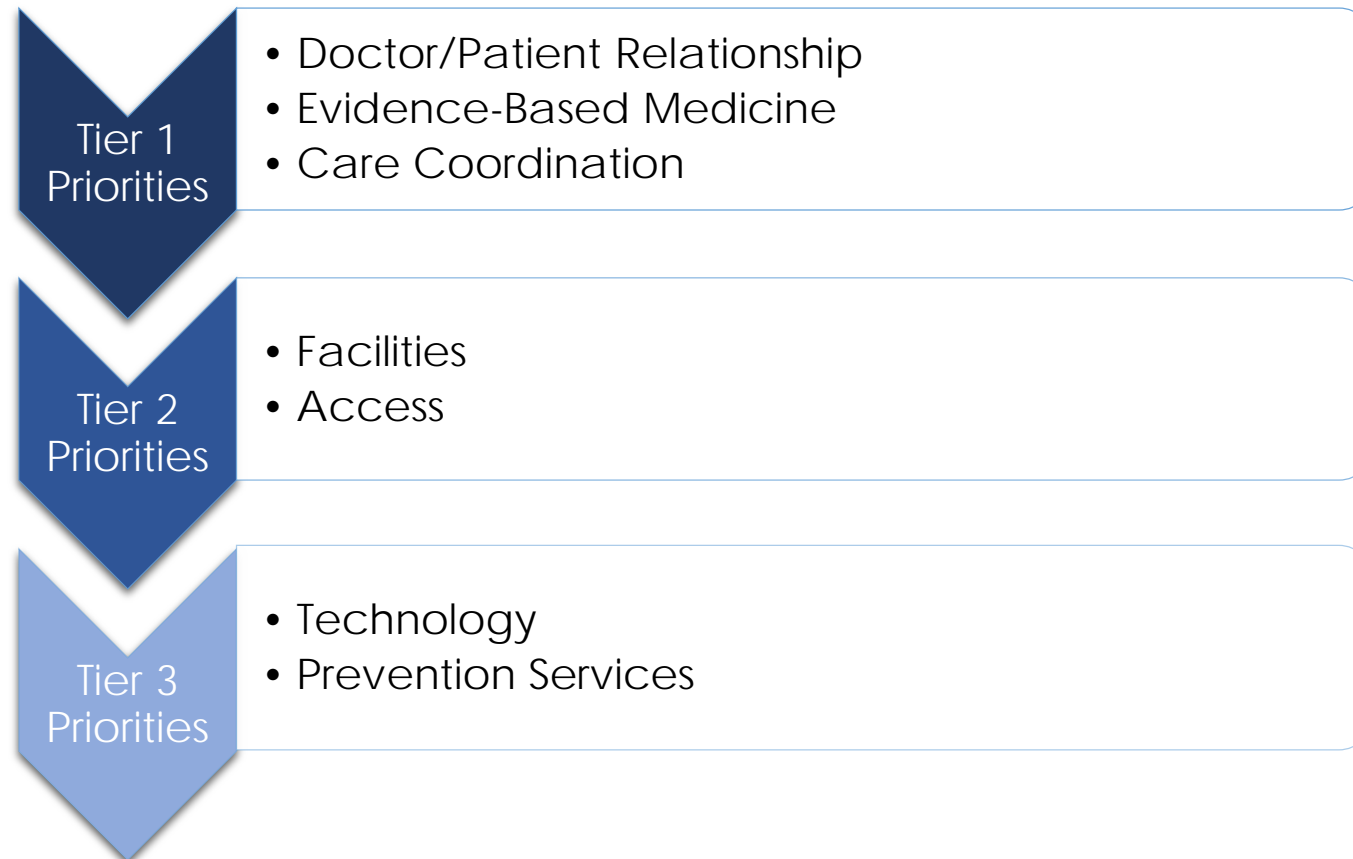 Tier 1
Priorities
• Doctor/Patient Relationship
• Evidence-Based Medicine
• Care Coordination
Tier 2
Priorities
• Facilities
• Access
Tier 3
Priorities
• Technology
• Prevention Services